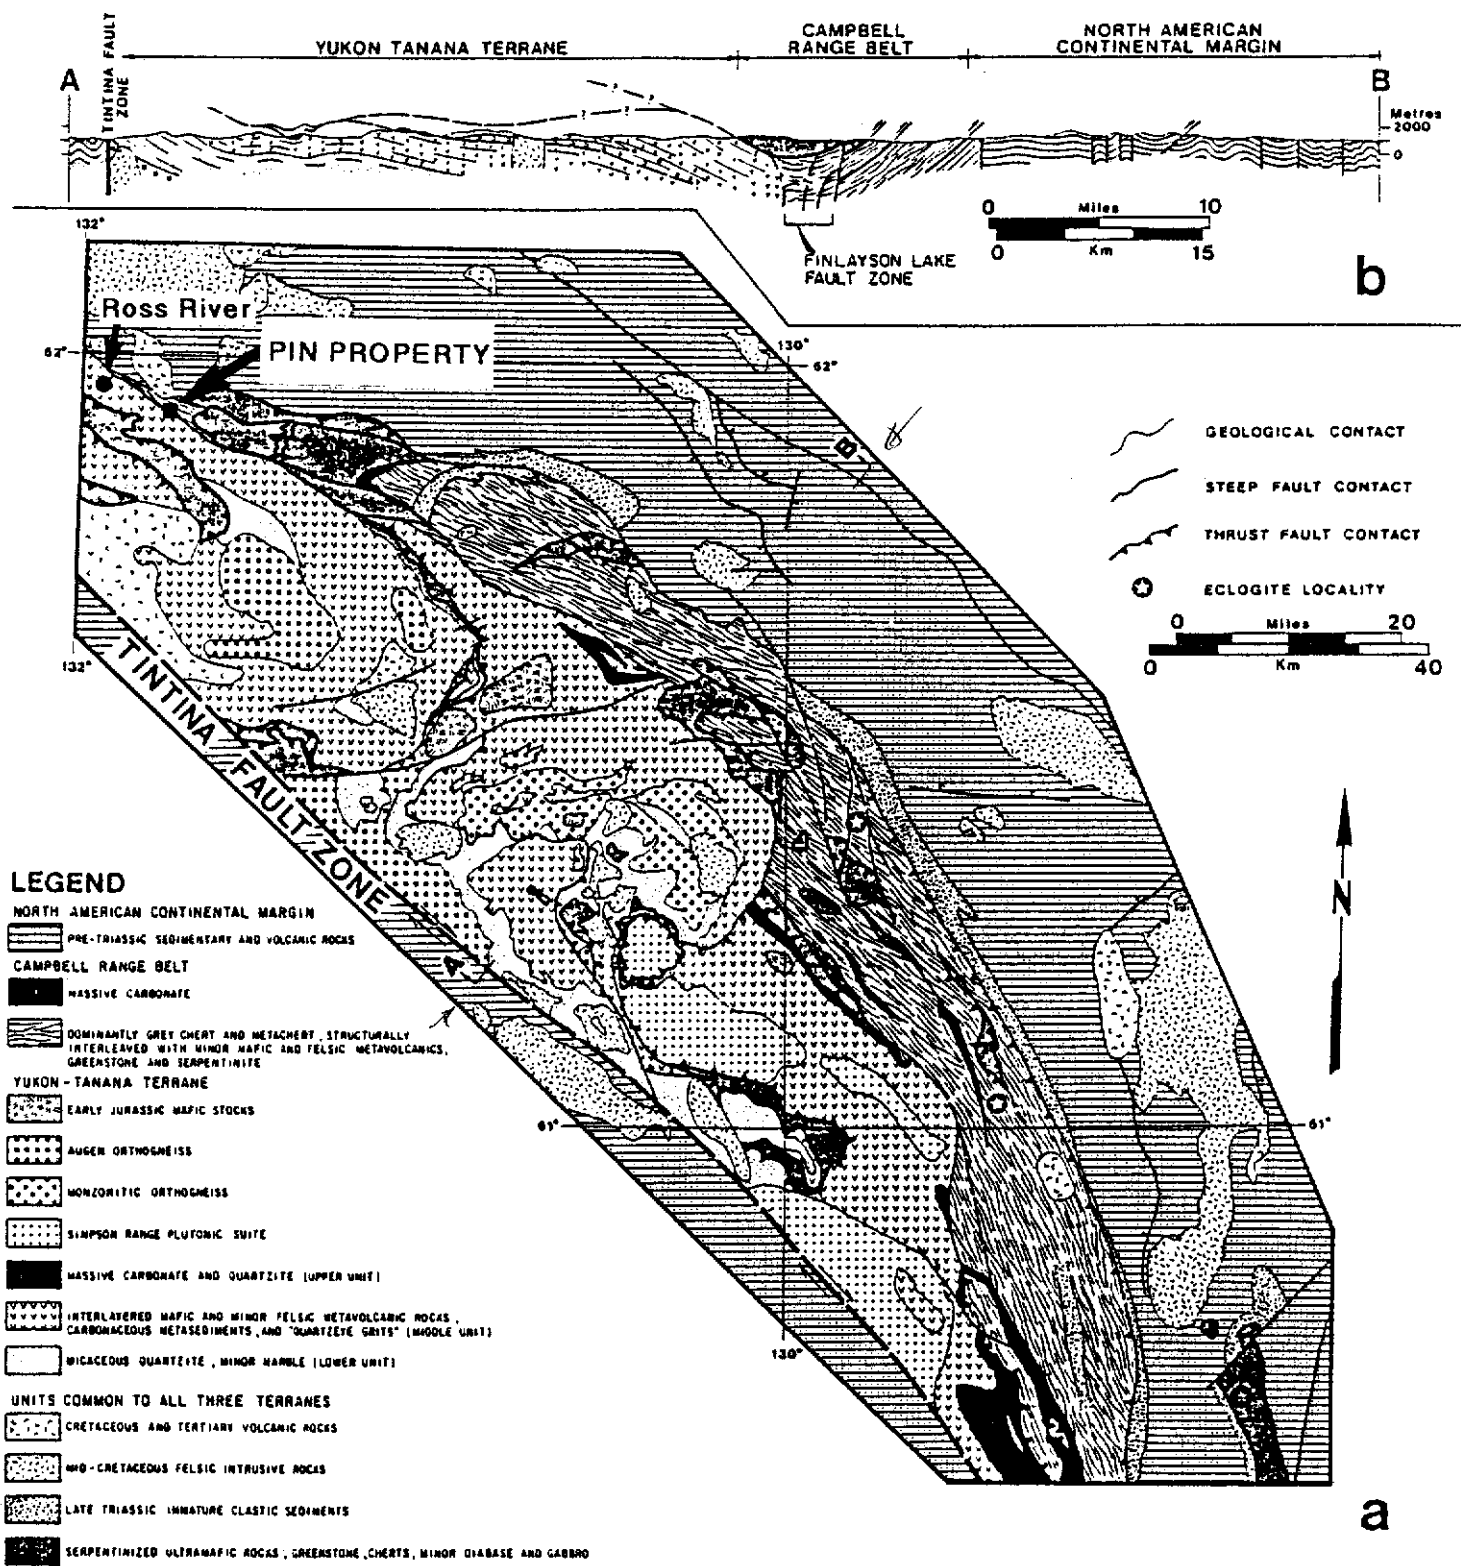 YUKON TANANA TERRANE
CAMPBELL
RANGE BELT
NORTH AMERICAN
CONTINENTAL MARGIN
A
TINTINA FAULT
ZONE
B
Metres
2000
0
? ? ? ?
0 Miles 10
0 Km 15
FINLAYSON LAKE
FAULT ZONE
b
132°
Ross River
62°
PIN PROPERTY
130°
62°
B
GEOLOGICAL CONTACT
STEEP FAULT CONTACT
THRUST FAULT CONTACT
ECLOGITE LOCALITY
0 Miles 20
0 Km 40
132°
TINTINA FAULT ZONE
A
N
61°
61°
130°
LEGEND
NORTH AMERICAN CONTINENTAL MARGIN
PRE-TRIASSIC SEDIMENTARY AND VOLCANIC ROCKS
CAMPBELL RANGE BELT
MASSIVE CARBONATE
DOMINANTLY GREY CHERT AND METACHERT, STRUCTURALLY
INTERLEAVED WITH MINOR MAFIC AND FELSIC METAVOLCANICS,
GREENSTONE AND SERPENTINITE
YUKON-TANANA TERRANE
EARLY JURASSIC MAFIC STOCKS
AUGEN ORTHOGNEISS
MONZONITIC ORTHOGNEISS
SIMPSON RANGE PLUTONIC SUITE
MASSIVE CARBONATE AND QUARTZITE (UPPER UNIT)
INTERLAYERED MAFIC AND MINOR FELSIC METAVOLCANIC ROCKS,
CARBONACEOUS METASEDIMENTS, AND "QUARTZEYE GRITS" (MIDDLE UNIT)
MICACEOUS QUARTZITE, MINOR MARBLE (LOWER UNIT)
UNITS COMMON TO ALL THREE TERRANES
CRETACEOUS AND TERTIARY VOLCANIC ROCKS
MID-CRETACEOUS FELSIC INTRUSIVE ROCKS
LATE TRIASSIC IMMATURE CLASTIC SEDIMENTS
SERPENTINIZED ULTRAMAFIC ROCKS, GREENSTONE, CHERTS, MINOR DIABASE AND GABBRO
a